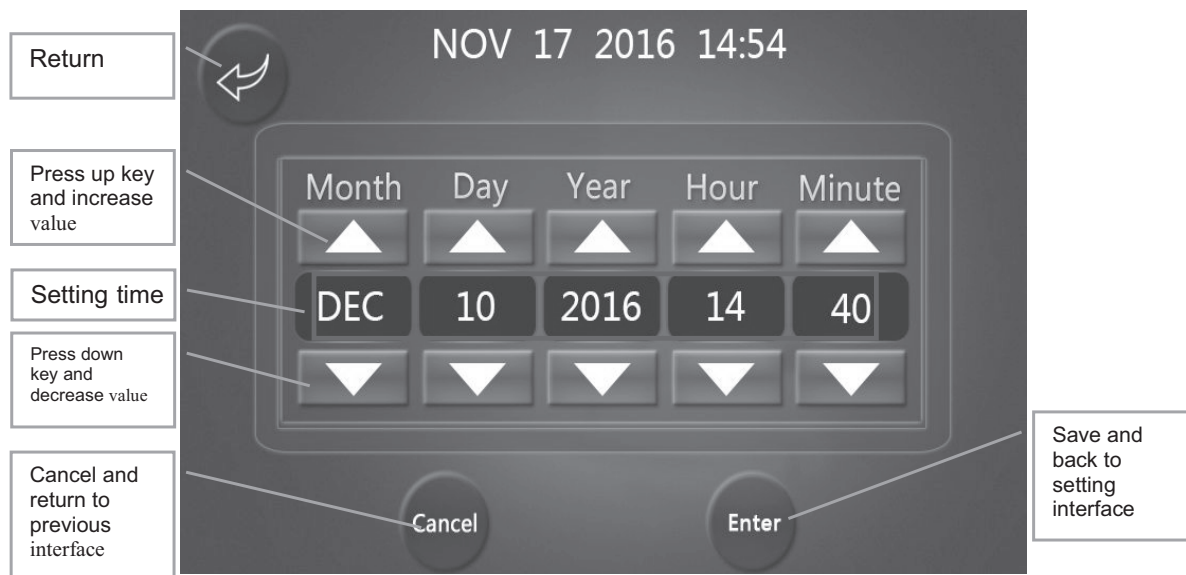 Return
NOV 17 2016 14:54
Press up key
and increase
value
Month Day Year Hour Minute
Setting time
DEC 10 2016 14 40
Press down
key and
decrease value
Cancel and
return to
previous
interface
Cancel
Enter
Save and
back to
setting
interface